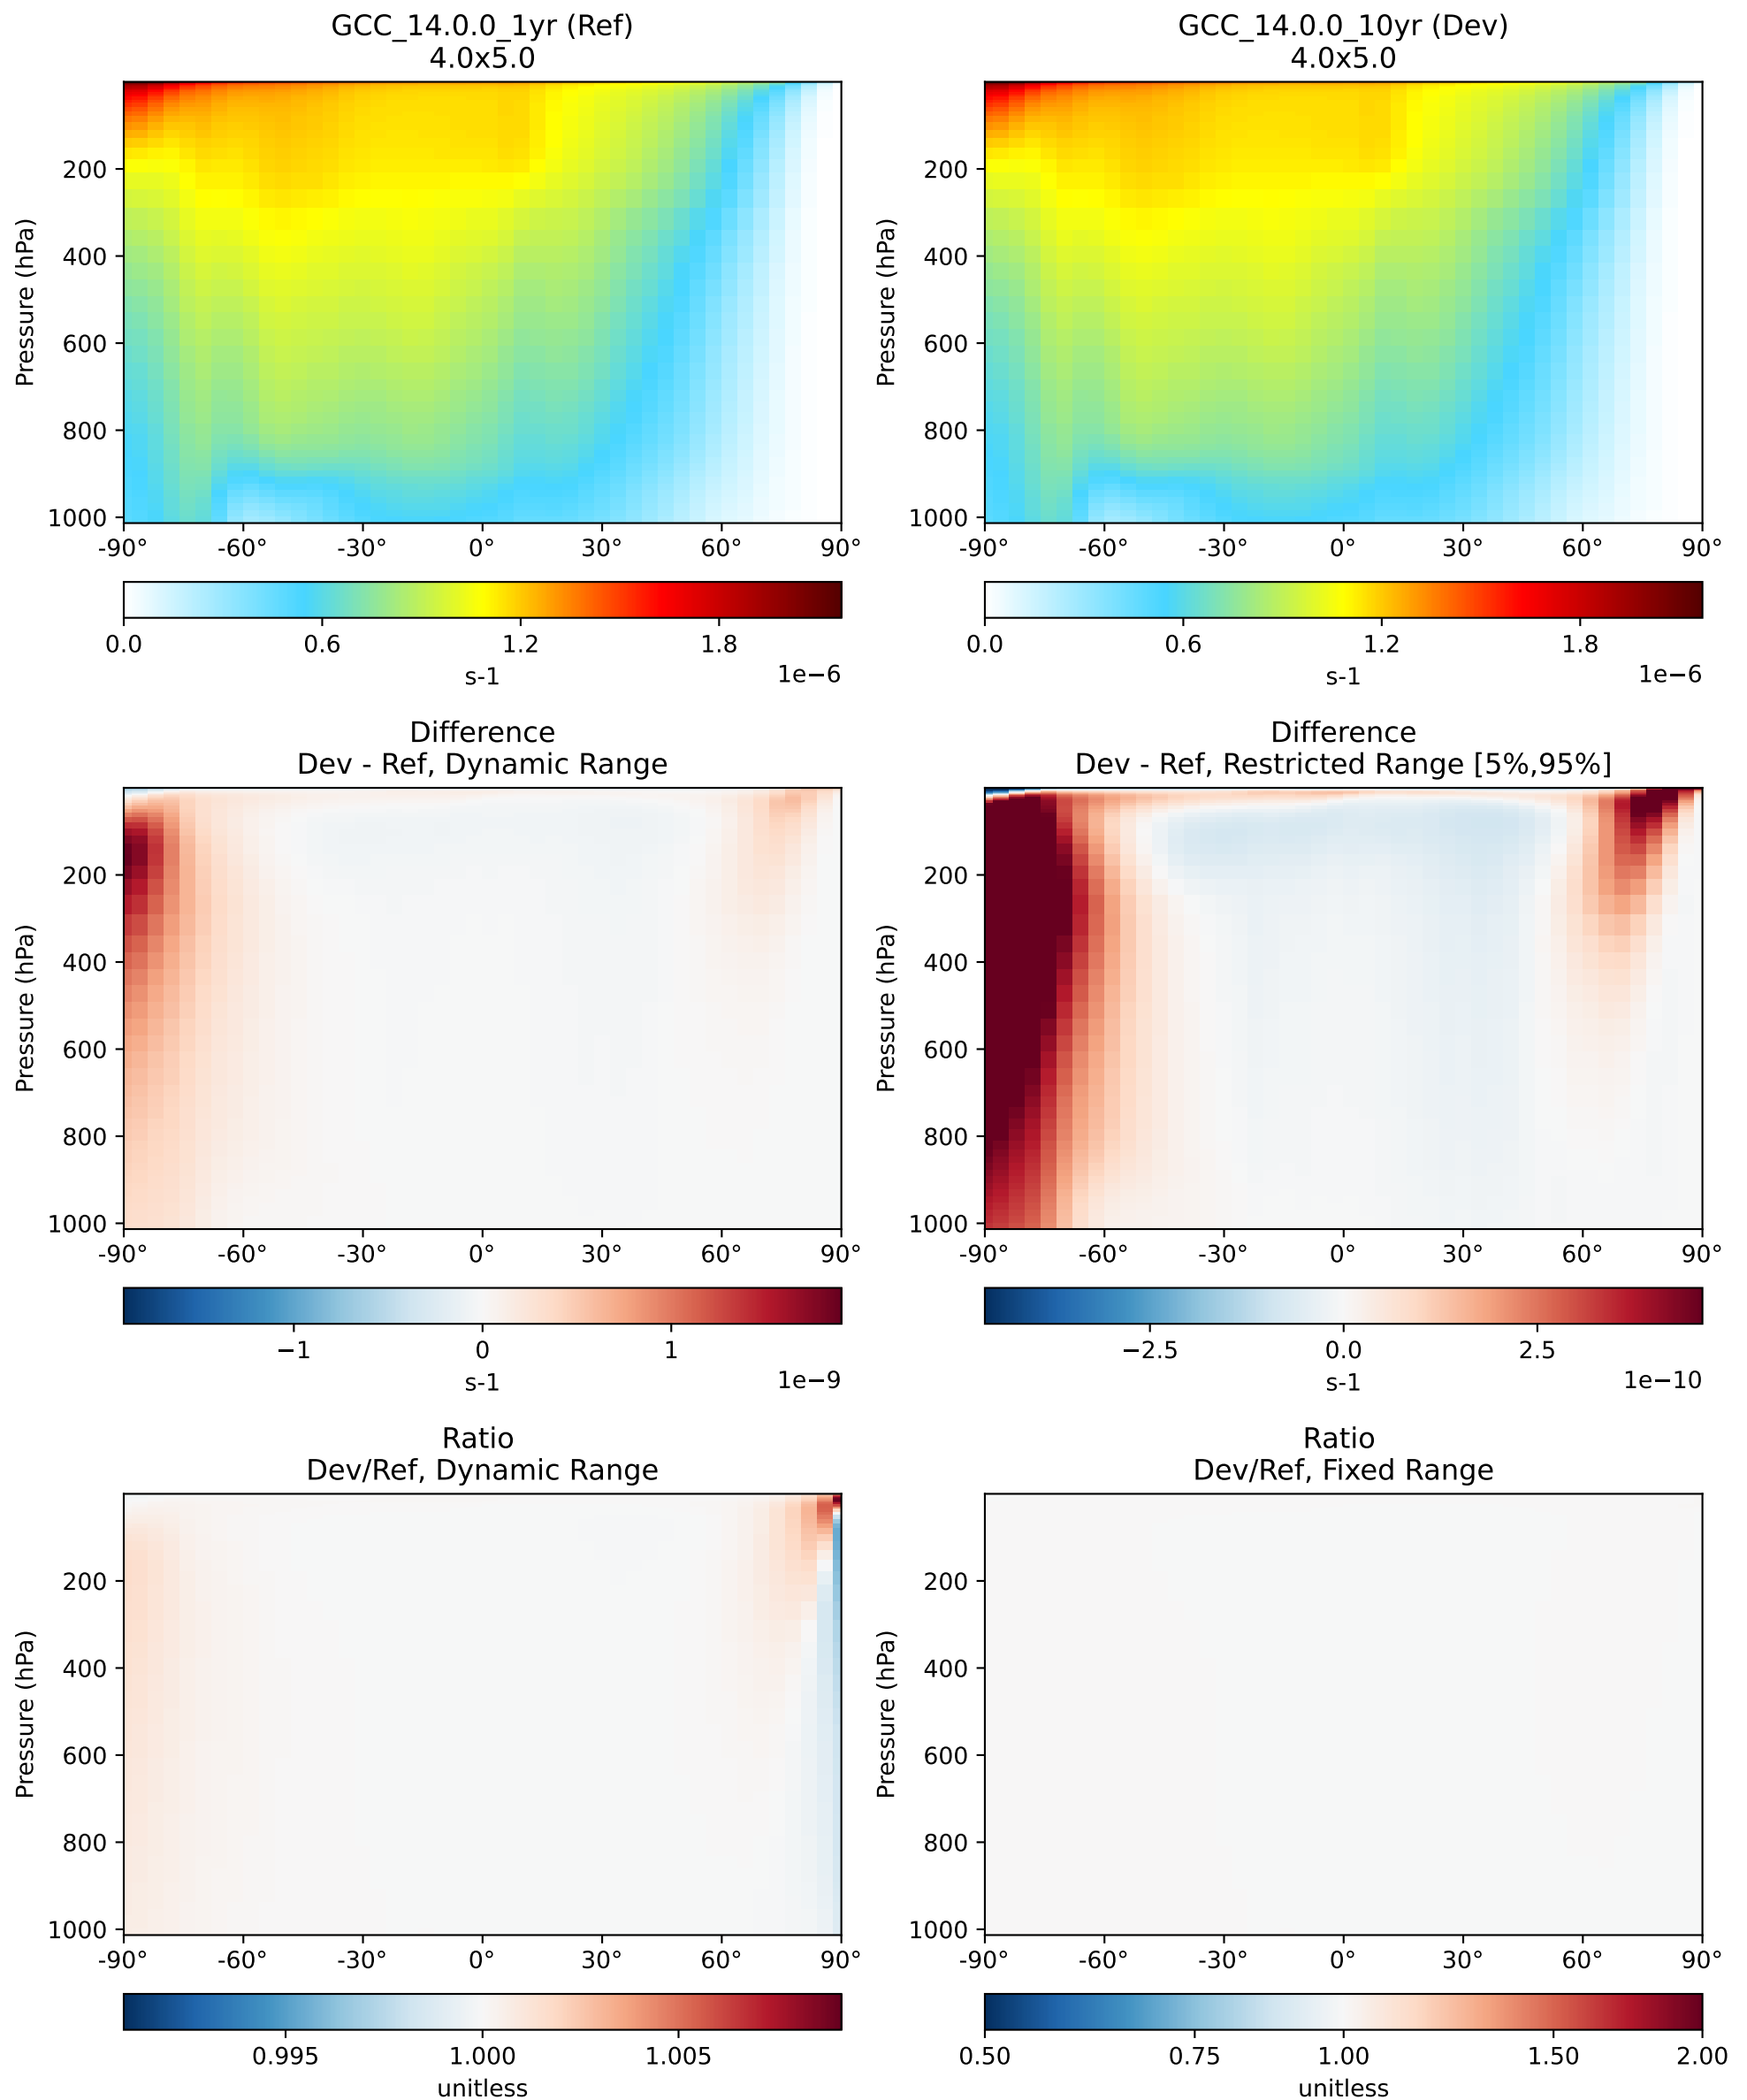 GCC_14.0.0_1yr (Ref)
4.0x5.0
Pressure (hPa)
200
400
600
800
1000
-90° -60° -30° 0° 30° 60° 90°
0.0 0.6 1.2 1.8
s-1
1e−6
GCC_14.0.0_10yr (Dev)
4.0x5.0
Pressure (hPa)
200
400
600
800
1000
-90° -60° -30° 0° 30° 60° 90°
0.0 0.6 1.2 1.8
s-1
1e−6
Difference
Dev - Ref, Dynamic Range
Pressure (hPa)
200
400
600
800
1000
-90° -60° -30° 0° 30° 60° 90°
−1 0 1
s-1
1e−9
Difference
Dev - Ref, Restricted Range [5%,95%]
Pressure (hPa)
200
400
600
800
1000
-90° -60° -30° 0° 30° 60° 90°
−2.5 0.0 2.5
s-1
1e−10
Ratio
Dev/Ref, Dynamic Range
Pressure (hPa)
200
400
600
800
1000
-90° -60° -30° 0° 30° 60° 90°
0.995 1.000 1.005
unitless
Ratio
Dev/Ref, Fixed Range
Pressure (hPa)
200
400
600
800
1000
-90° -60° -30° 0° 30° 60° 90°
0.50 0.75 1.00 1.50 2.00
unitless